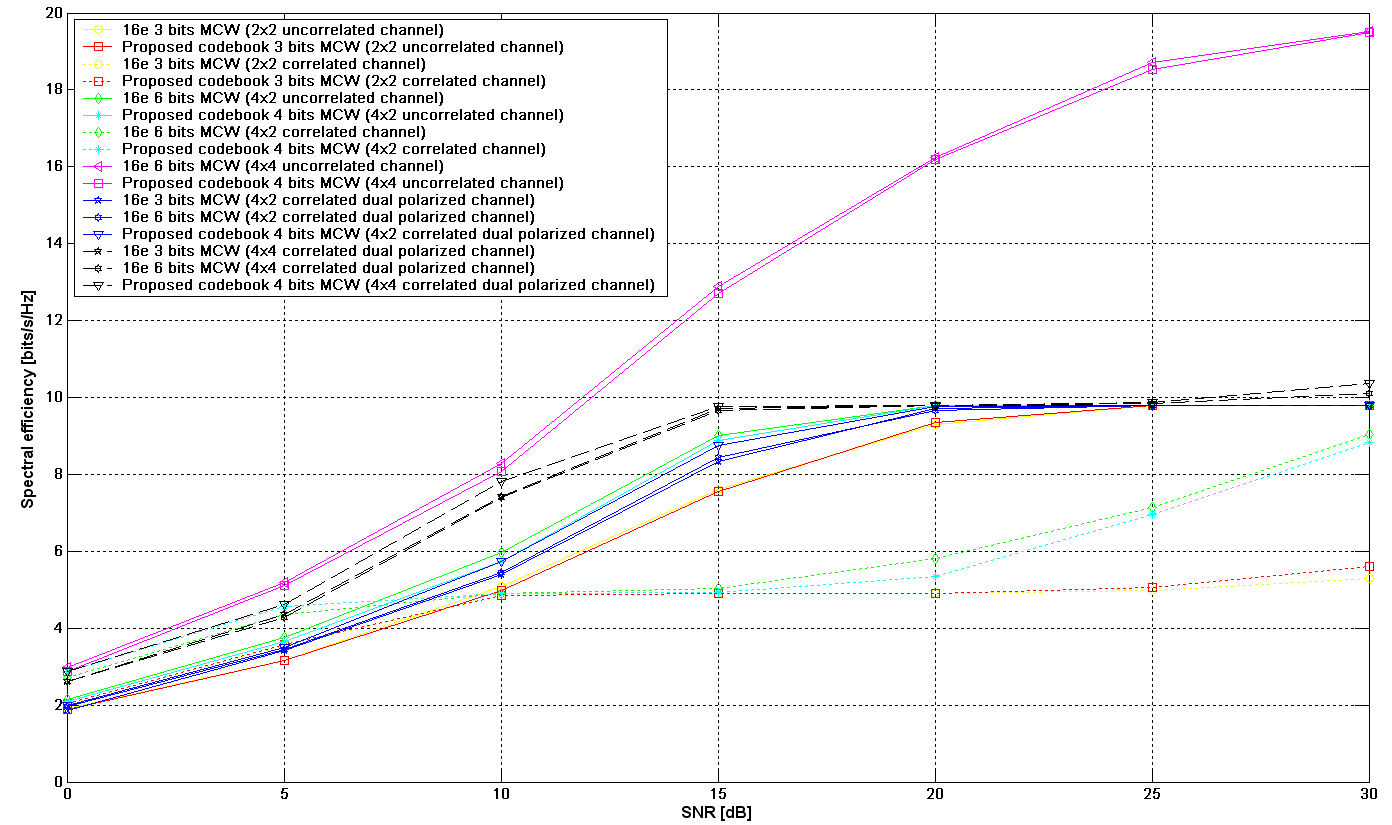 20
18
16
14
12
10
8
6
4
2
0
Spectral efficiency [bits/s/Hz]
16e 3 bits MCW (2x2 uncorrelated channel)
Proposed codebook 3 bits MCW (2x2 uncorrelated channel)
16e 3 bits MCW (2x2 correlated channel)
Proposed codebook 3 bits MCW (2x2 correlated channel)
16e 6 bits MCW (4x2 uncorrelated channel)
Proposed codebook 4 bits MCW (4x2 uncorrelated channel)
16e 6 bits MCW (4x2 correlated channel)
Proposed codebook 4 bits MCW (4x2 correlated channel)
16e 6 bits MCW (4x4 uncorrelated channel)
Proposed codebook 4 bits MCW (4x4 uncorrelated channel)
16e 3 bits MCW (4x2 correlated dual polarized channel)
16e 6 bits MCW (4x2 correlated dual polarized channel)
Proposed codebook 4 bits MCW (4x2 correlated dual polarized channel)
16e 3 bits MCW (4x4 correlated dual polarized channel)
16e 6 bits MCW (4x4 correlated dual polarized channel)
Proposed codebook 4 bits MCW (4x4 correlated dual polarized channel)
0 5 10 15 20 25 30
SNR [dB]